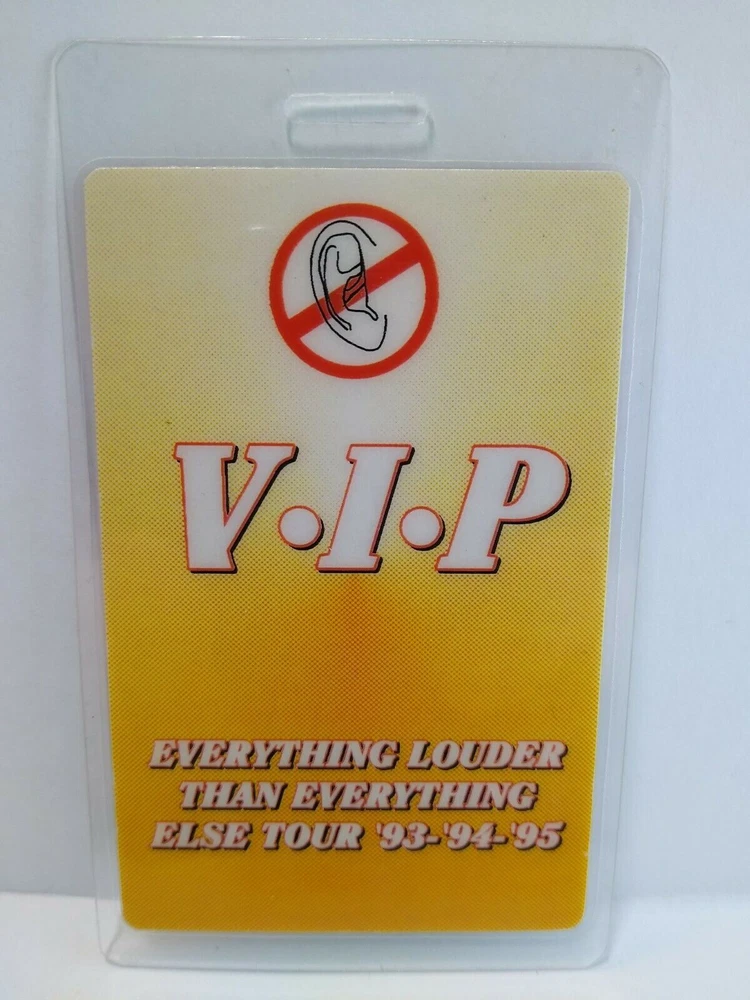 V·I·P
EVERYTHING LOUDER
THAN EVERYTHING
ELSE TOUR '93-'94-'95